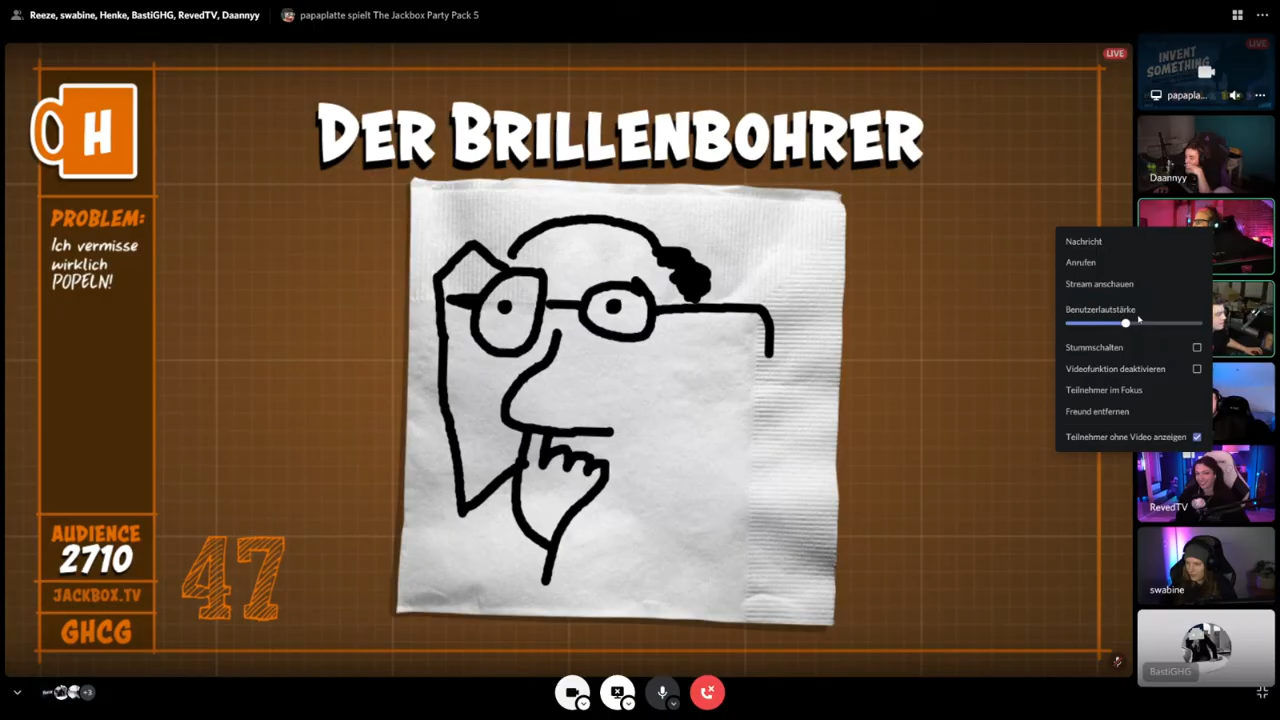 Reeze, swabine, Henke, BastiGHG, RevedTV, Daannyy
papaplatte spielt The Jackbox Party Pack 5
LIVE
H
DER BRILLENBOHRER
PROBLEM:
Ich vermisse
wirklich
POPELN!
AUDIENCE
2710
JACKBOX.TV
GHCG
47
INVENT
SOMETHING
LIVE
papapla...
Daannyy
Nachricht
Anrufen
Stream anschauen
Benutzerlautstärke
Stummschalten
Videofunktion deaktivieren
Teilnehmer im Fokus
Freund entfernen
Teilnehmer ohne Video anzeigen
RevedTV
swabine
BastiGHG
+3